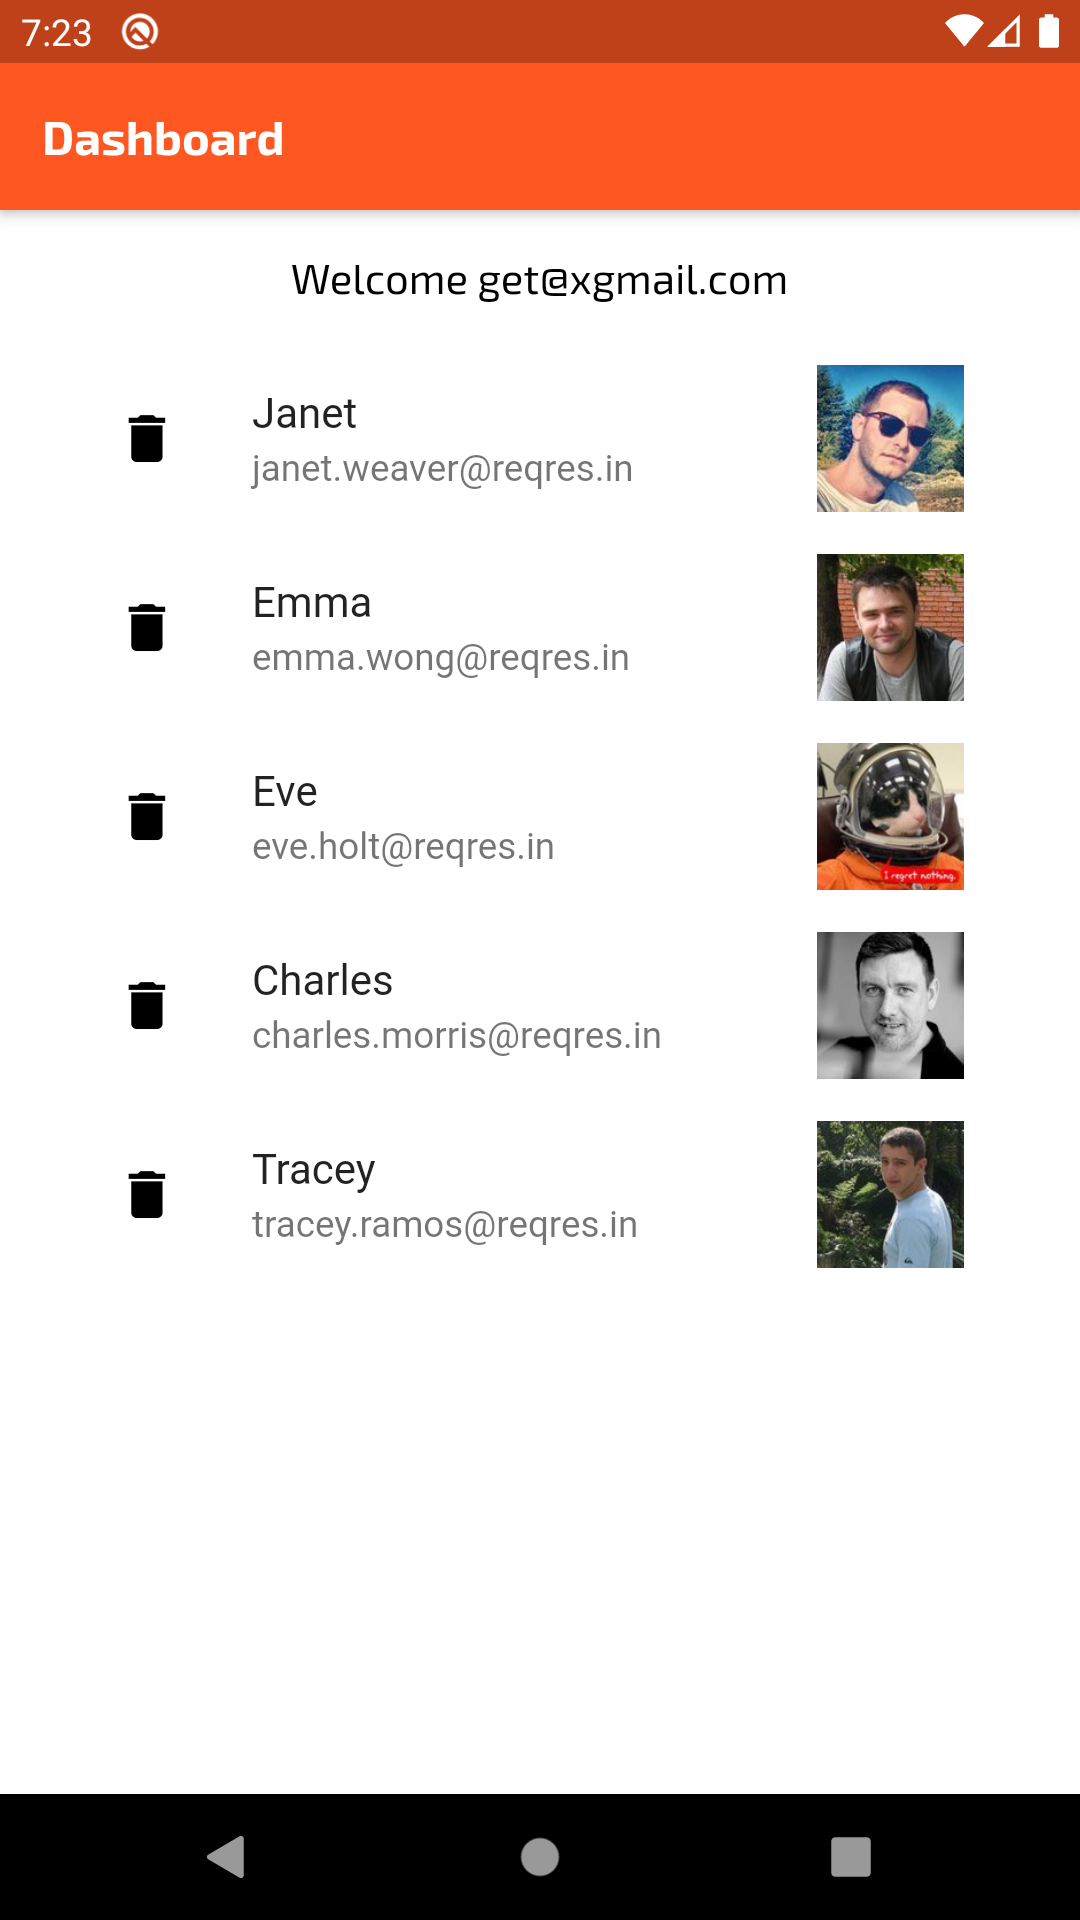 7:23
Dashboard
Welcome get@xgmail.com
Janet
janet.weaver@reqres.in
Emma
emma.wong@reqres.in
Eve
eve.holt@reqres.in
I regret nothing.
Charles
charles.morris@reqres.in
Tracey
tracey.ramos@reqres.in